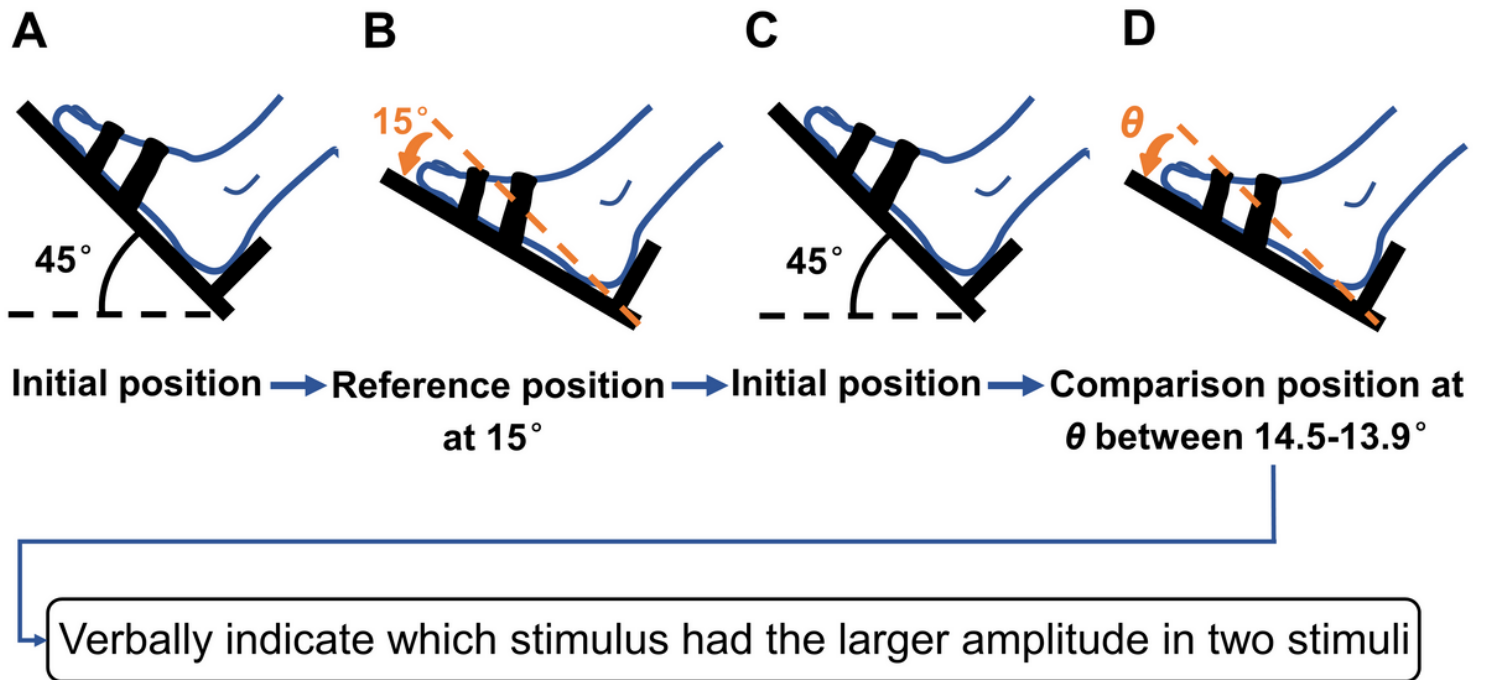 A
B
C
D
15°
θ
45°
45°
Initial position
Reference position
at 15°
Initial position
Comparison position at
θ between 14.5-13.9°
Verbally indicate which stimulus had the larger amplitude in two stimuli